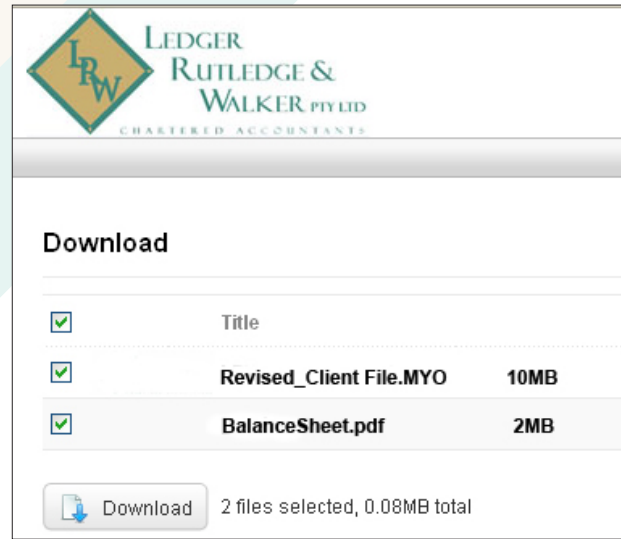 LRW
LEDGER
RUTLEDGE &
WALKER PTY LTD
CHARTERED ACCOUNTANTS
Download
Title
Revised_Client File.MYO 10MB
BalanceSheet.pdf 2MB
Download 2 files selected, 0.08MB total